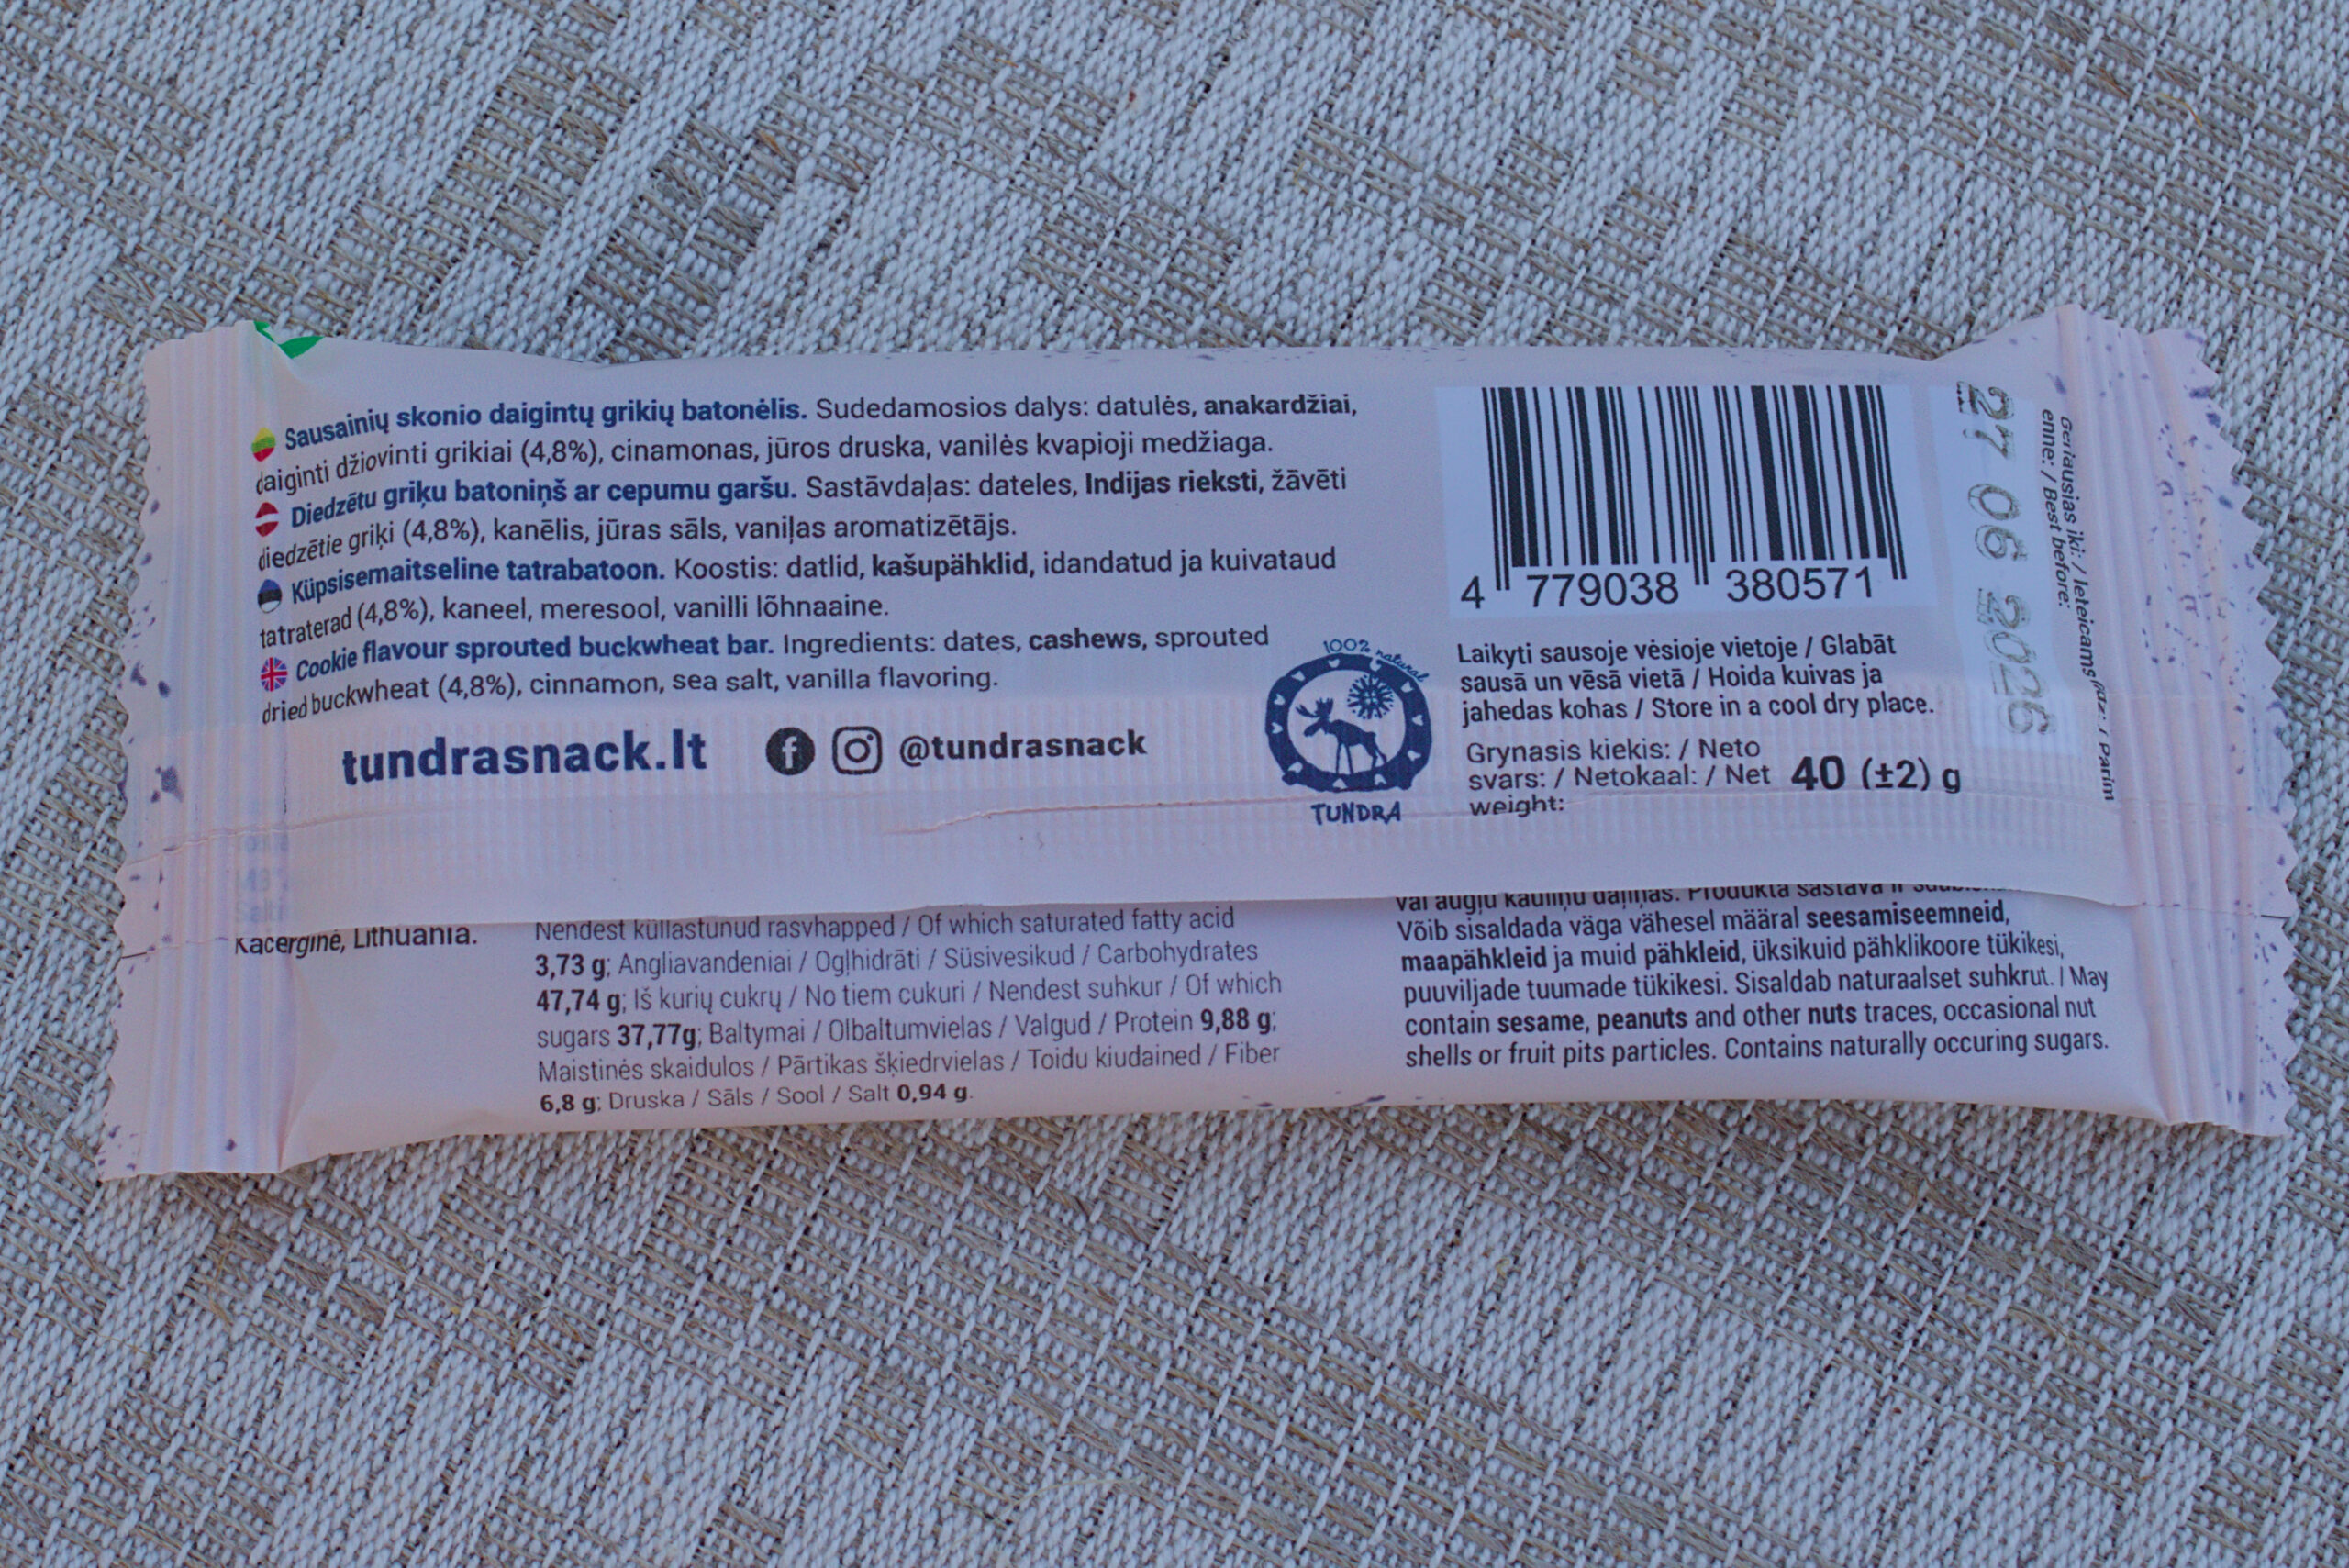 Sausainių skonio daigintų grikių batonėlis. Sudedamosios dalys: datulės, anakardžiai,
daiginti džiovinti grikiai (4,8%), cinamonas, jūros druska, vanilės kvapioji medžiaga.
Diedzētu griķu batoniņš ar cepumu garšu. Sastāvdaļas: dateles, Indijas rieksti, žāvēti
diedzētie griķi (4,8%), kanēlis, jūras sāls, vaniļas aromatizētājs.
Küpsisemaitseline tatrabatoon. Koostis: datlid, kašupähklid, idandatud ja kuivataud
tatraterad (4,8%), kaneel, meresool, vanilli lõhnaaine.
Cookie flavour sprouted buckwheat bar. Ingredients: dates, cashews, sprouted
dried buckwheat (4,8%), cinnamon, sea salt, vanilla flavoring.
tundrasnack.lt @tundrasnack
100% natural
TUNDRA
4 779038 380571
Laikyti sausoje vėsioje vietoje / Glabāt
sausā un vēsā vietā / Hoida kuivas ja
jahedas kohas / Store in a cool dry place.
Grynasis kiekis: / Neto
svars: / Netokaal: / Net 40 (±2) g
weight:
27 06 2026
Geriausias iki: / Ieteicams / Parim
enne: / Best before:
Kačerginė, Lithuania.
Nendest küllastunud rasvhapped / Of which saturated fatty acid
3,73 g; Angliavandeniai / Ogļhidrāti / Süsivesikud / Carbohydrates
47,74 g; Iš kurių cukrų / No tiem cukuri / Nendest suhkur / Of which
sugars 37,77g; Baltymai / Olbaltumvielas / Valgud / Protein 9,88 g;
Maistinės skaidulos / Pārtikas šķiedrvielas / Toidu kiudained / Fiber
6,8 g; Druska / Sāls / Sool / Salt 0,94 g.
vai augļu kauliņu daļiņas. Produkta sastāvā ir
Võib sisaldada väga vähesel määral seesamiseemneid,
maapähkleid ja muid pähkleid, üksikuid pähklikoore tükikesi,
puuviljade tuumade tükikesi. Sisaldab naturaalset suhkrut. / May
contain sesame, peanuts and other nuts traces, occasional nut
shells or fruit pits particles. Contains naturally occuring sugars.